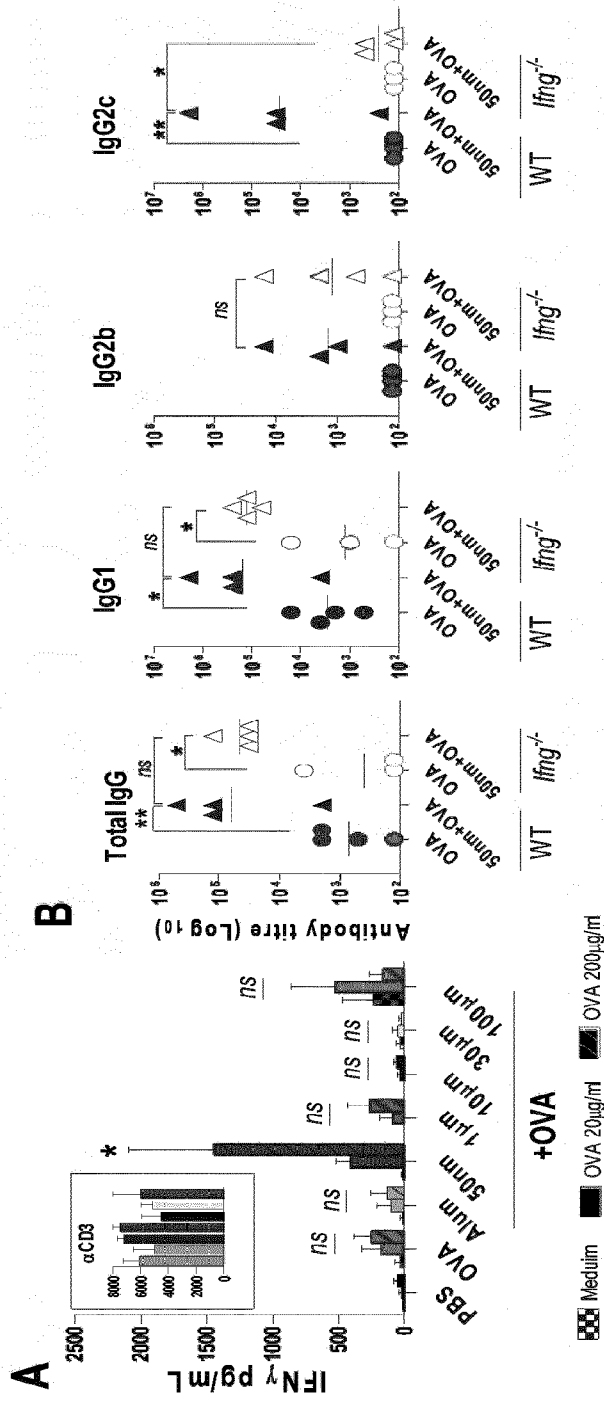 A
IFNγ pg/mL
2500
2000
1500
1000
500
0
αCD3
8000
6000
4000
2000
0
ns
ns
*
ns
ns
ns
ns
PBS
OVA
Alum
50nm
1µm
10µm
30µm
100µm
+OVA
Meduim
OVA 20µg/ml
OVA 200µg/ml
B
Antibody titre (Log 10)
Total IgG
10⁶
10⁵
10⁴
10³
10²
**
ns
*
OVA
50nm+OVA
OVA
50nm+OVA
WT
Ifng⁻/⁻
IgG1
10⁷
10⁶
10⁵
10⁴
10³
10²
*
ns
*
OVA
50nm+OVA
OVA
50nm+OVA
WT
Ifng⁻/⁻
IgG2b
10⁶
10⁵
10⁴
10³
10²
ns
OVA
50nm+OVA
OVA
50nm+OVA
WT
Ifng⁻/⁻
IgG2c
10⁷
10⁶
10⁵
10⁴
10³
10²
**
*
OVA
50nm+OVA
OVA
50nm+OVA
WT
Ifng⁻/⁻